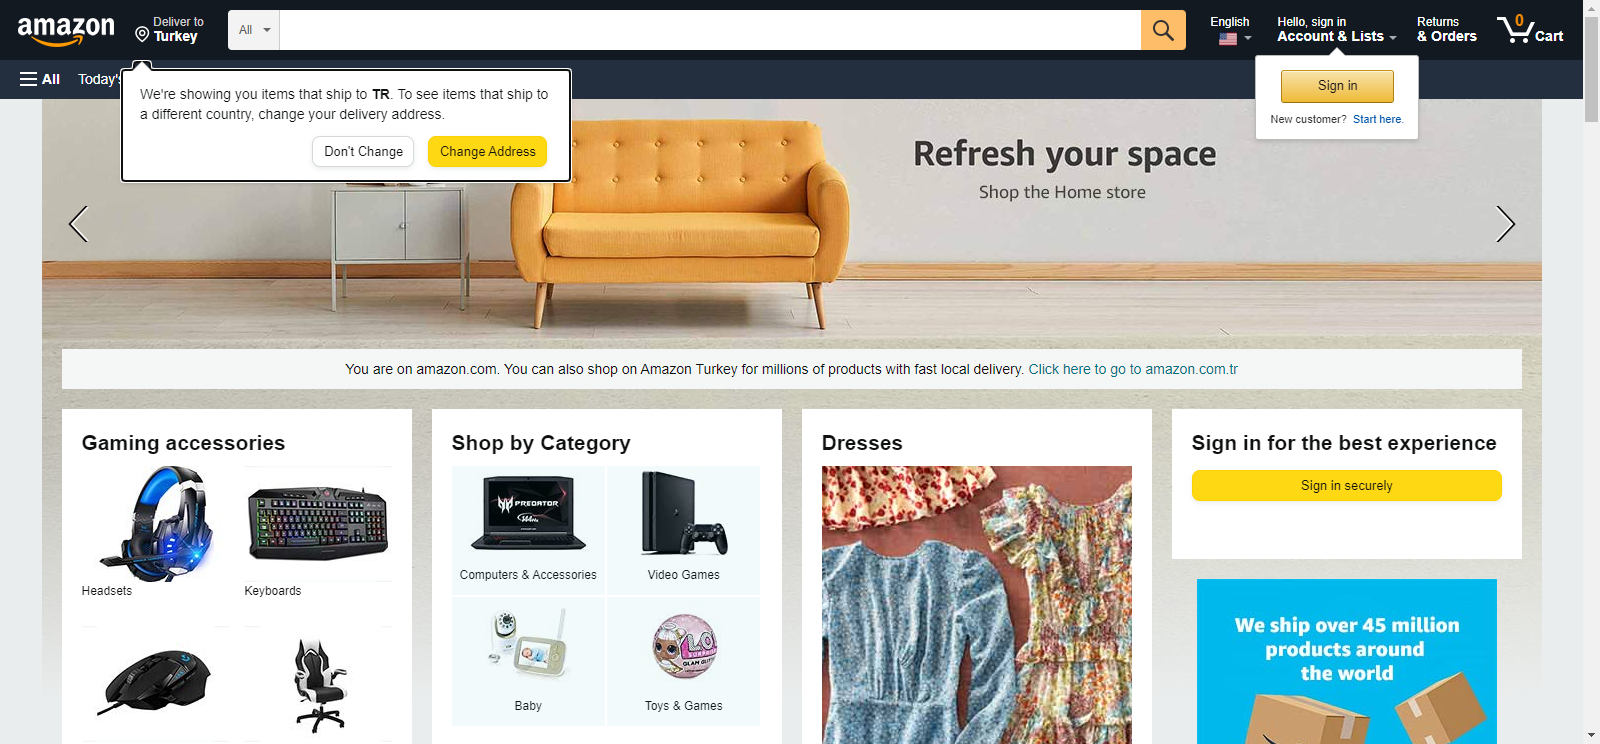 amazon
Deliver to
Turkey
All
English
Hello, sign in
Account & Lists
Returns
& Orders
0
Cart
All
Today's
We're showing you items that ship to TR. To see items that ship to
a different country, change your delivery address.
Don't Change
Change Address
Sign in
New customer? Start here.
Refresh your space
Shop the Home store
You are on amazon.com. You can also shop on Amazon Turkey for millions of products with fast local delivery. Click here to go to amazon.com.tr
Gaming accessories
Headsets
Keyboards
Shop by Category
PREDATOR
Computers & Accessories
Video Games
Baby
L.O.L.
SURPRISE
GLAM GLITTER
Toys & Games
Dresses
Sign in for the best experience
Sign in securely
We ship over 45 million
products around
the world